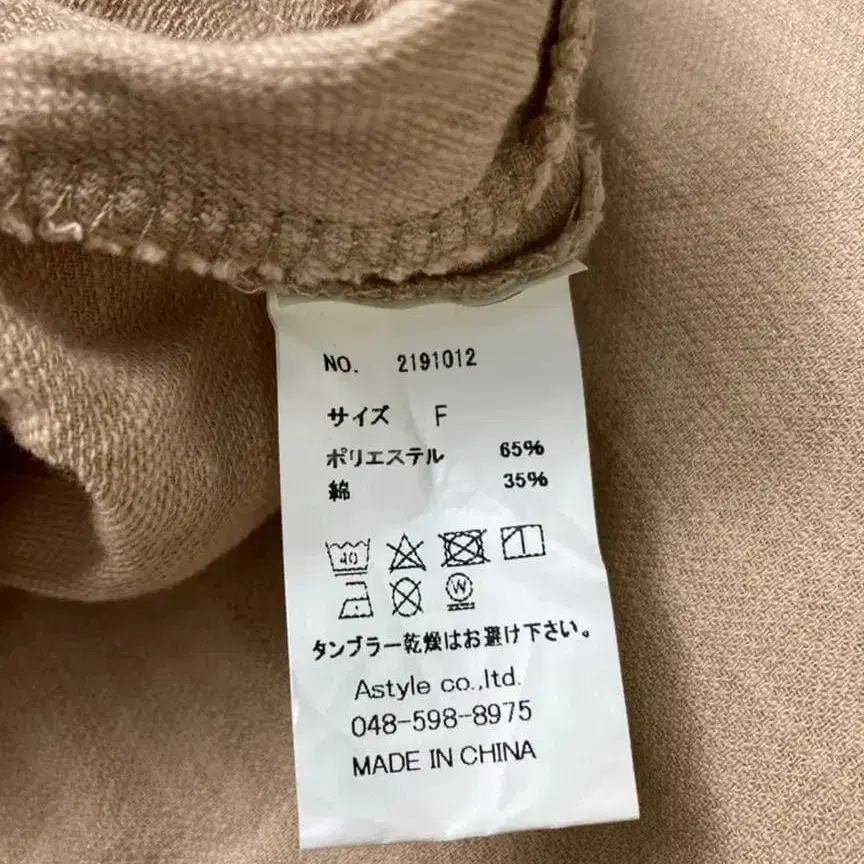 NO. 2191012
サイズ F
ポリエステル 65%
綿 35%
40
W
タンブラー乾燥はお避け下さい。
Astyle co.,ltd.
048-598-8975
MADE IN CHINA